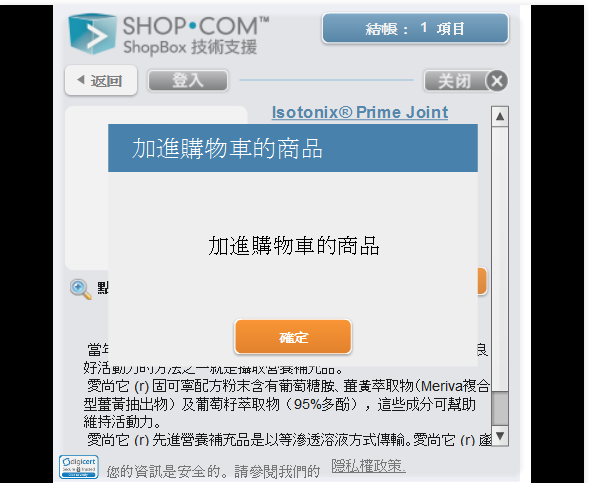 SHOP•COM™
ShopBox 技術支援
結帳： 1 項目
返回
登入
关闭
Isotonix® Prime Joint
加進購物車的商品
加進購物車的商品
確定
點
當年
良
好活動力的方法之一就是攝取營養補充品。
愛尚它 (r) 固可寧配方粉末含有葡萄糖胺、薑黃萃取物(Meriva複合
型薑黃抽出物）及葡萄籽萃取物（95%多酚），這些成分可幫助
維持活動力。
愛尚它 (r) 先進營養補充品是以等滲透溶液方式傳輸。愛尚它 (r) 產
digicert
您的資訊是安全的。請參閱我們的 隱私權政策.